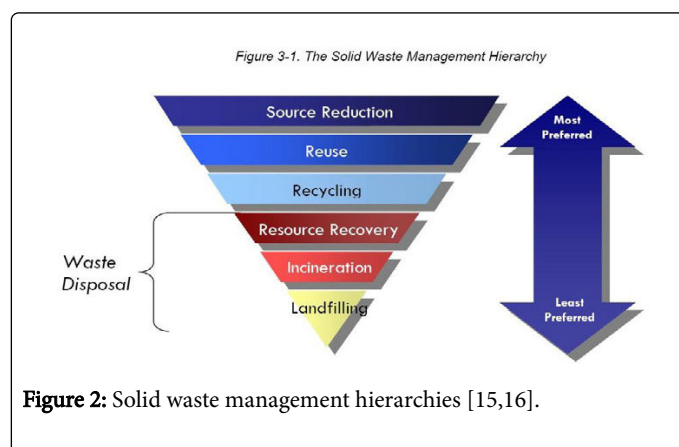 Figure 3-1. The Solid Waste Management Hierarchy
Source Reduction
Reuse
Recycling
Resource Recovery
Incineration
Landfilling
Waste
Disposal
Most
Preferred
Least
Preferred
Figure 2: Solid waste management hierarchies [15,16].